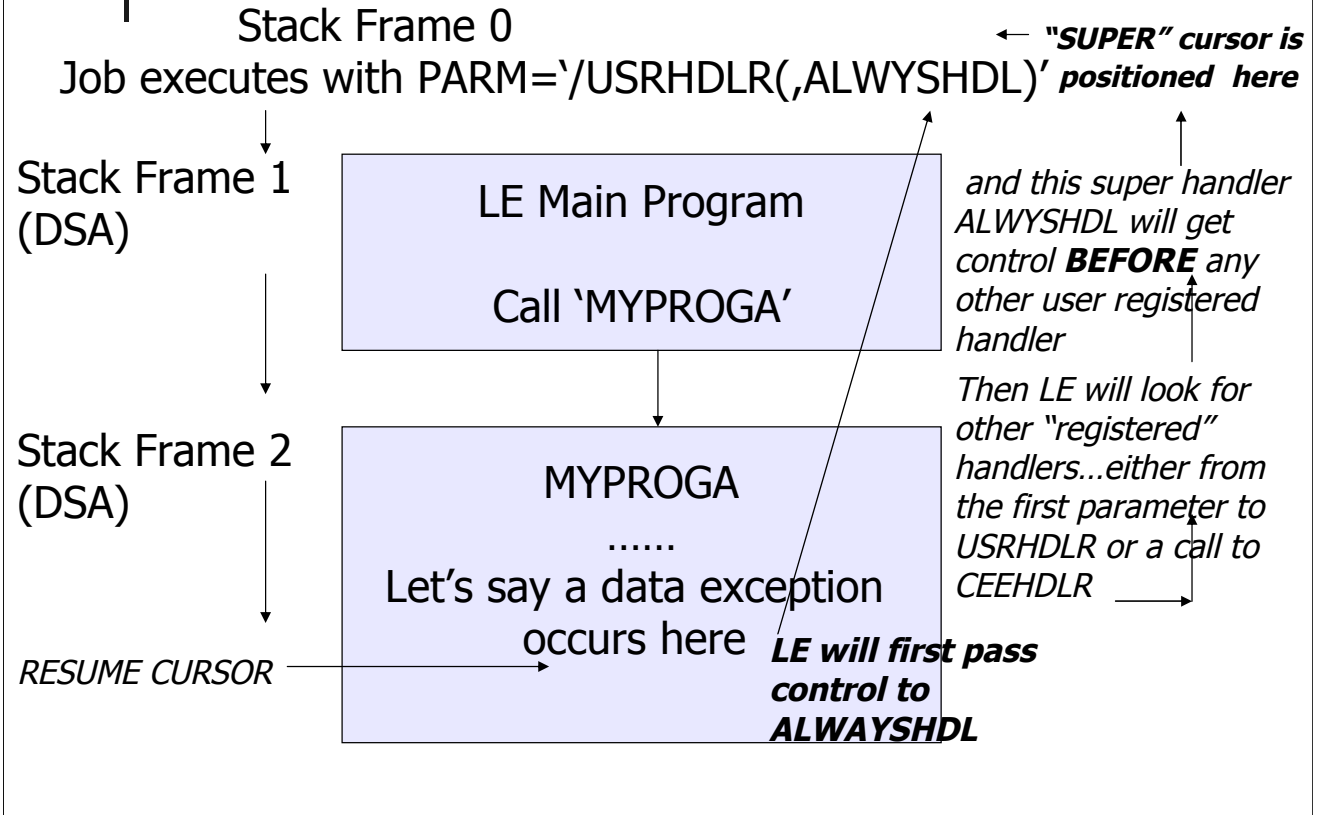 Stack Frame 0
← “SUPER” cursor is
Job executes with PARM=‘/USRHDLR(,ALWYSHDL)’ positioned here
Stack Frame 1
(DSA)
LE Main Program
Call ‘MYPROGA’
and this super handler
ALWYSHDL will get
control BEFORE any
other user registered
handler
Then LE will look for
other “registered”
handlers…either from
the first parameter to
USRHDLR or a call to
CEEHDLR
Stack Frame 2
(DSA)
MYPROGA
……
Let’s say a data exception
occurs here
LE will first pass
control to
ALWAYSHDL
RESUME CURSOR